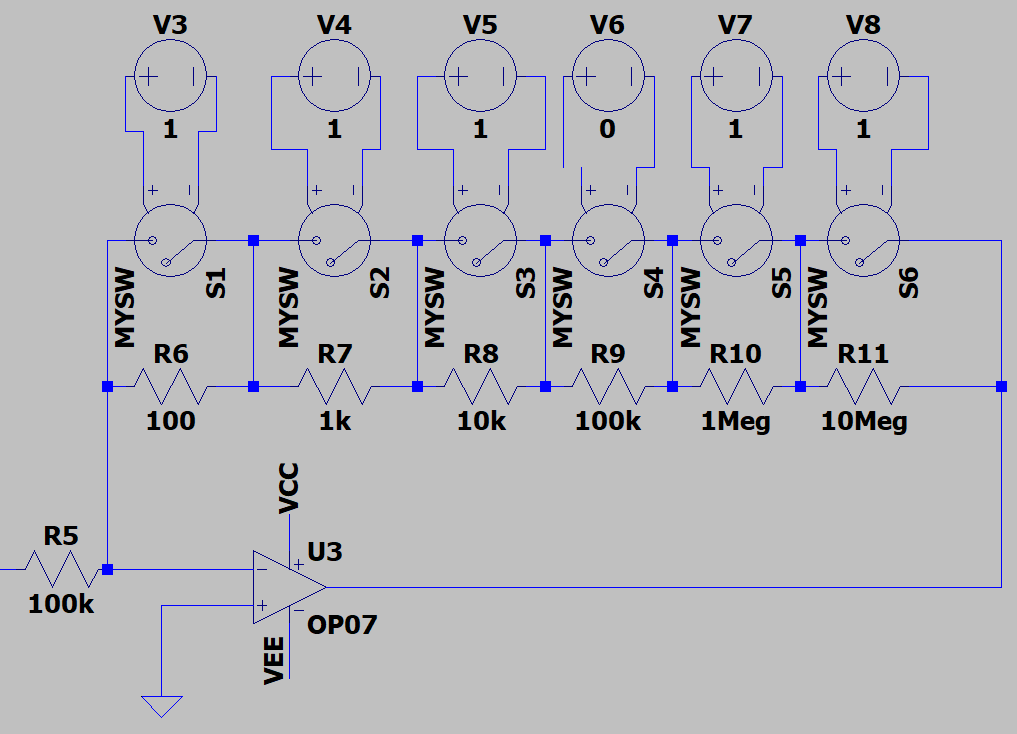 V3 V4 V5 V6 V7 V8
1 1 1 0 1 1
+ - + - + - + - + - + -
MYSW S1 MYSW S2 MYSW S3 MYSW S4 MYSW S5 MYSW S6
R6 R7 R8 R9 R10 R11
100 1k 10k 100k 1Meg 10Meg
VCC
R5
100k
U3
OP07
VEE